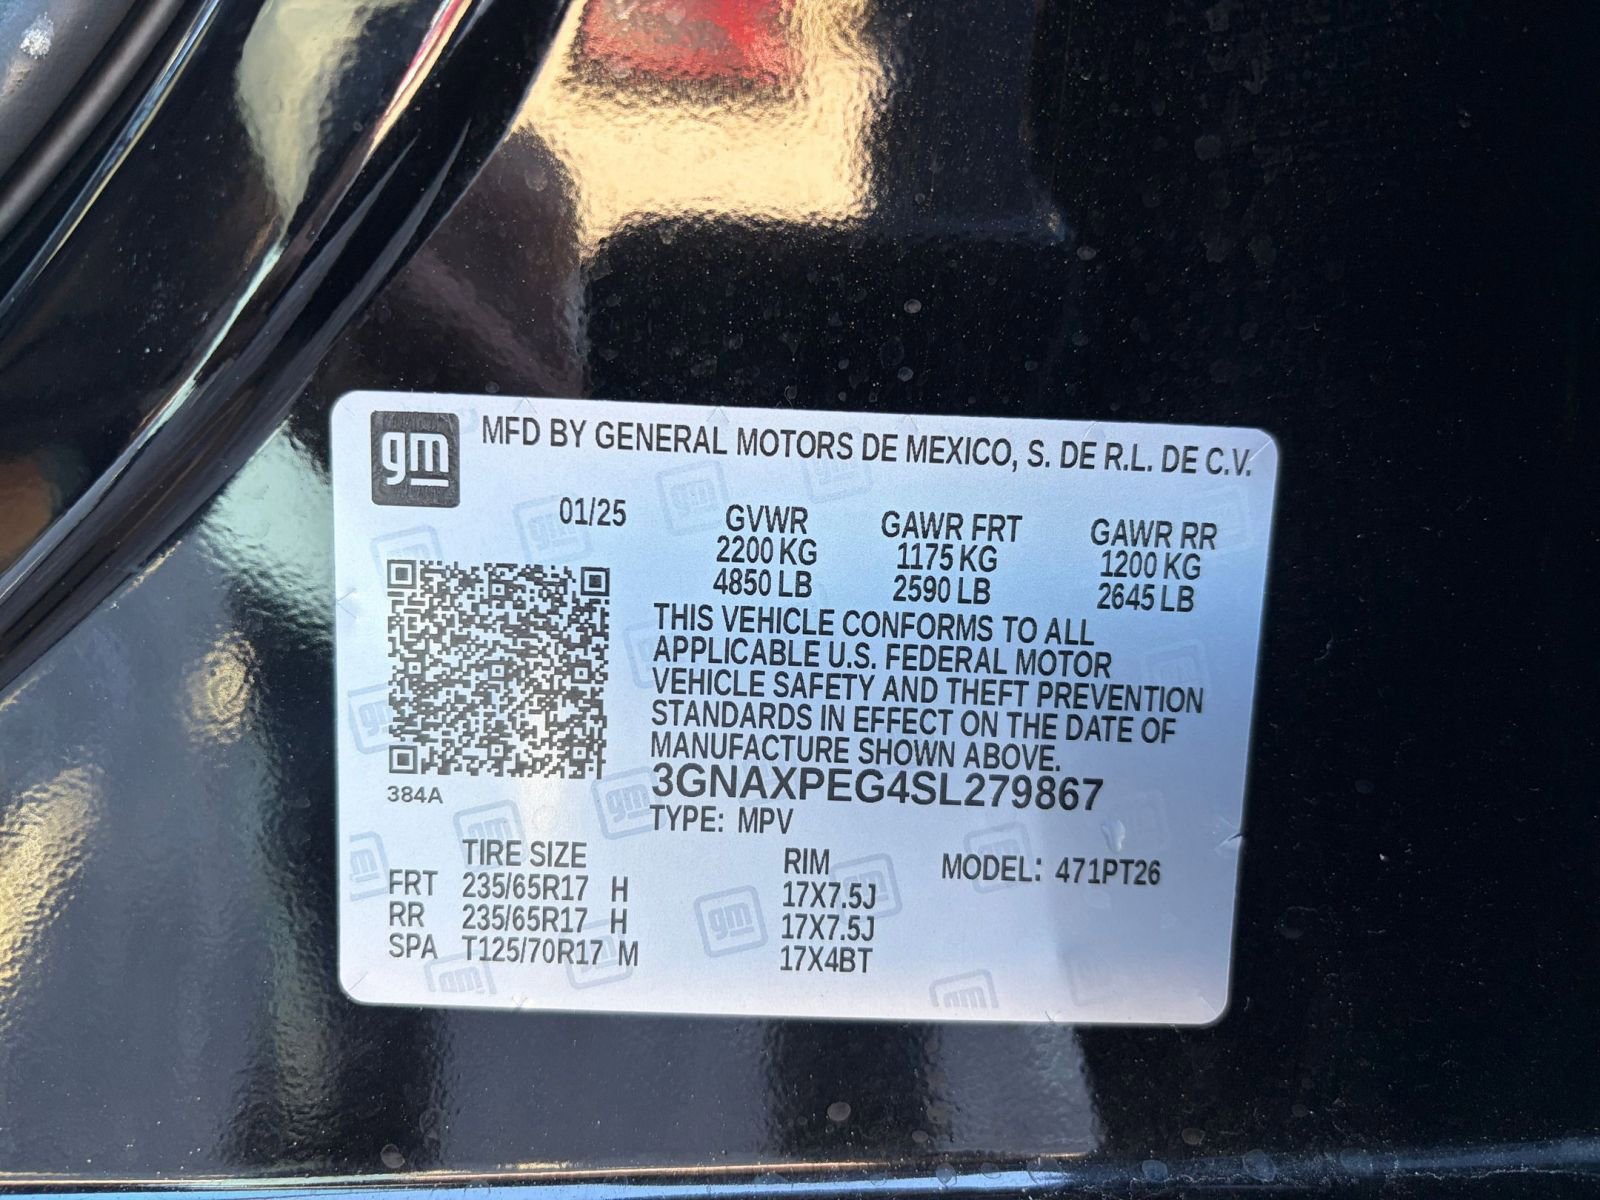 gm MFD BY GENERAL MOTORS DE MEXICO, S. DE R.L. DE C.V.
01/25 GVWR GAWR FRT GAWR RR
2200 KG 1175 KG 1200 KG
4850 LB 2590 LB 2645 LB
THIS VEHICLE CONFORMS TO ALL
APPLICABLE U.S. FEDERAL MOTOR
VEHICLE SAFETY AND THEFT PREVENTION
STANDARDS IN EFFECT ON THE DATE OF
MANUFACTURE SHOWN ABOVE.
3GNAXPEG4SL279867
384A
TYPE: MPV
TIRE SIZE RIM MODEL: 471PT26
FRT 235/65R17 H 17X7.5J
RR 235/65R17 H 17X7.5J
SPA T125/70R17 M 17X4BT